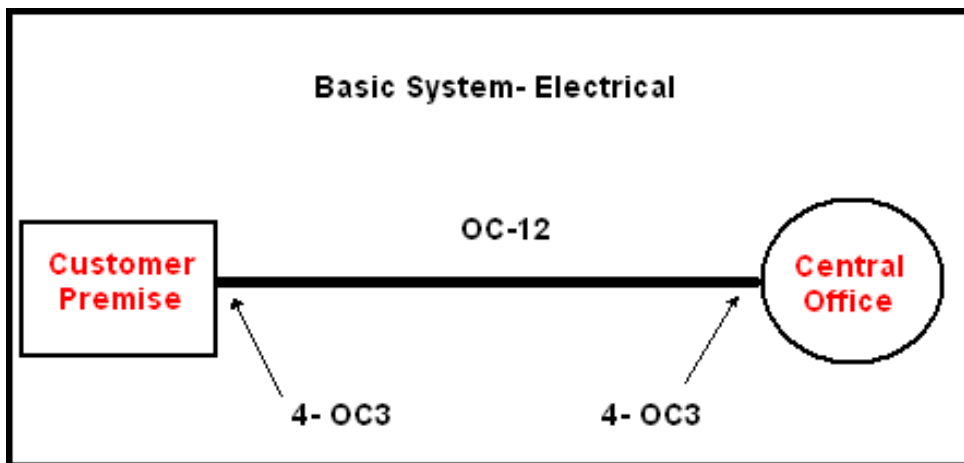 Basic System- Electrical
OC-12
Customer
Premise
Central
Office
4- OC3
4- OC3